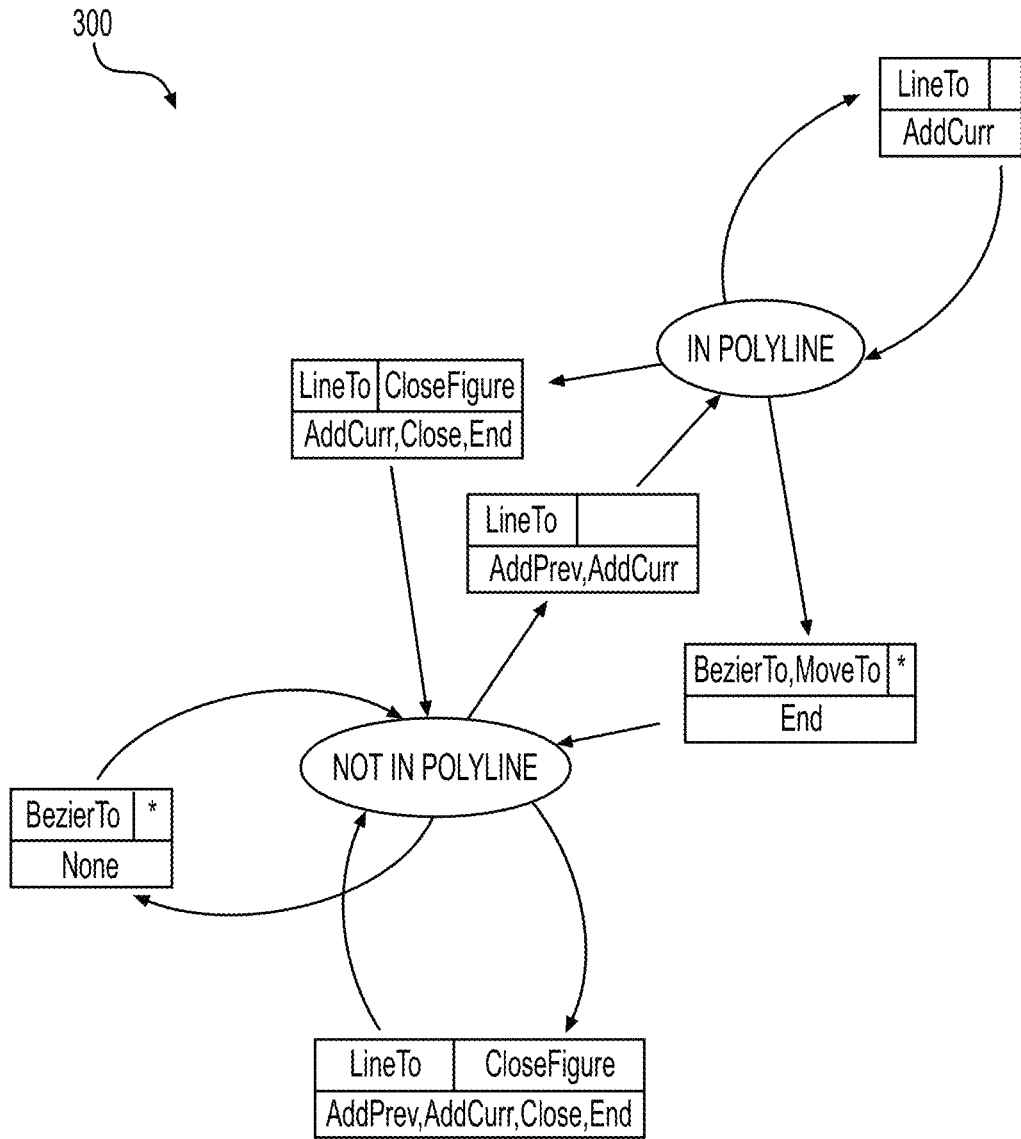 300
LineTo
AddCurr
IN POLYLINE
LineTo CloseFigure
AddCurr,Close,End
LineTo
AddPrev,AddCurr
BezierTo,MoveTo *
End
NOT IN POLYLINE
BezierTo *
None
LineTo CloseFigure
AddPrev,AddCurr,Close,End